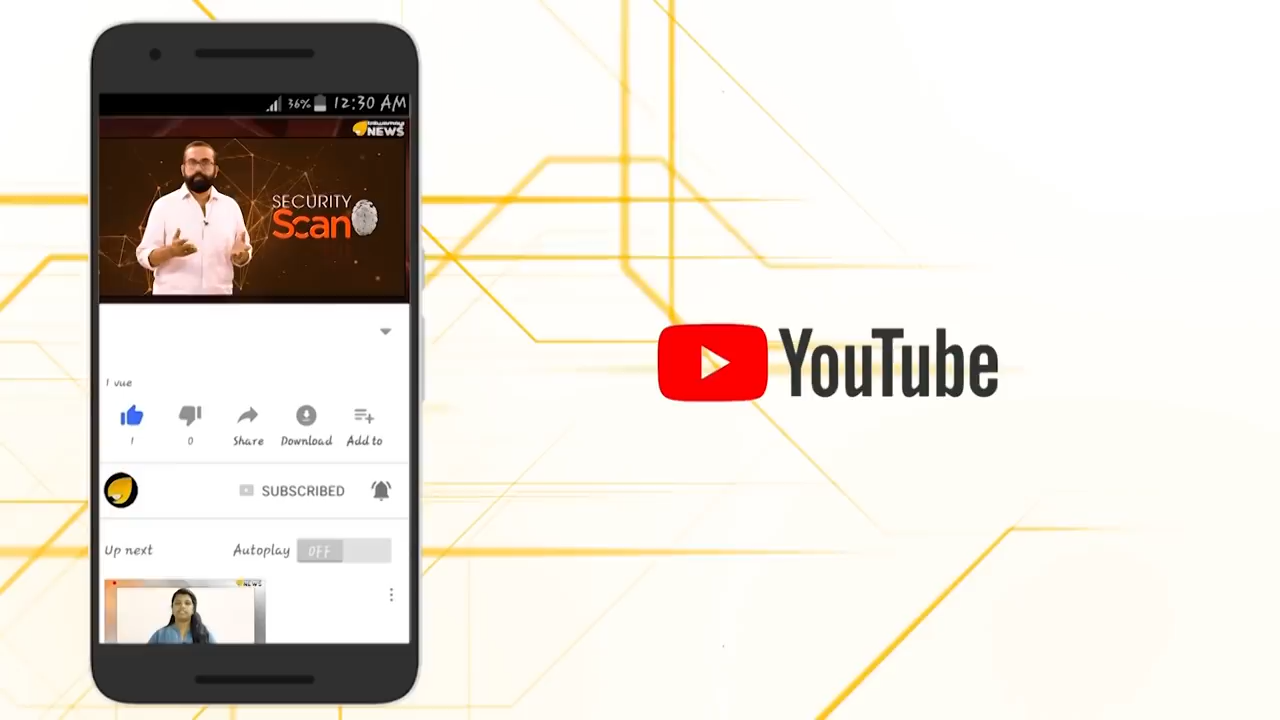 36% 12:30 AM
NEWS
SECURITY
Scan
1 vue
1 0 Share Download Add to
SUBSCRIBED
Up next Autoplay OFF
NEWS
YouTube